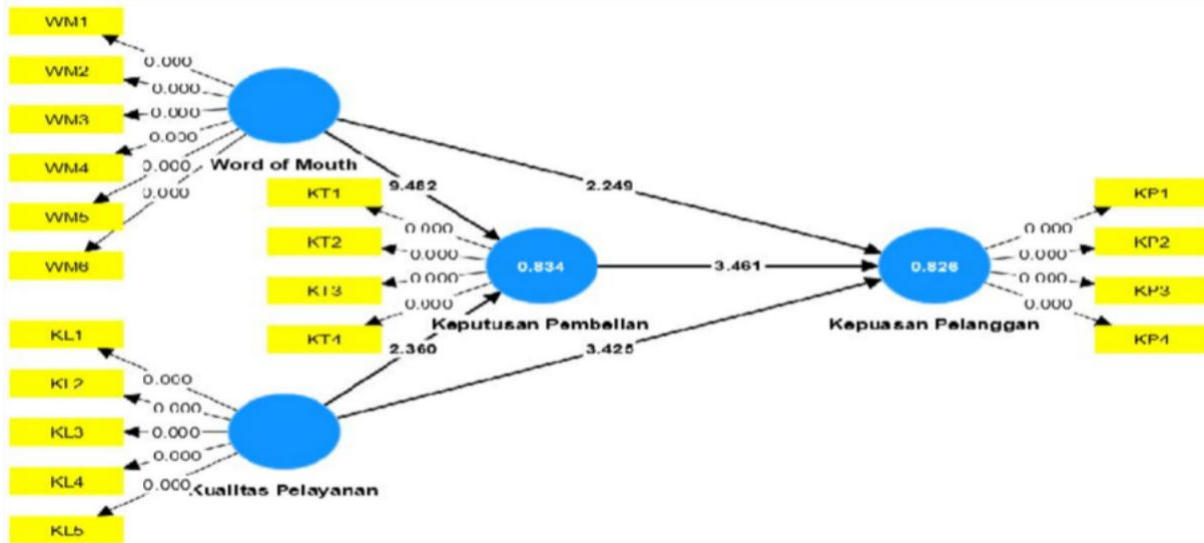 WM1
0.000
WM2
0.000
WM3
0.000
WM4
0.000
WM5
0.000
WM6
0.000
Word of Mouth
9.482
2.249
KT1
0.000
KT2
0.000
KT3
0.000
KT4
0.000
0.834
Keputusan Pembelian
3.461
0.826
Kepuasan Pelanggan
KP1
0.000
KP2
0.000
KP3
0.000
KP4
0.000
2.360
3.425
KL1
0.000
KL2
0.000
KL3
0.000
KL4
0.000
KL5
0.000
Kualitas Pelayanan